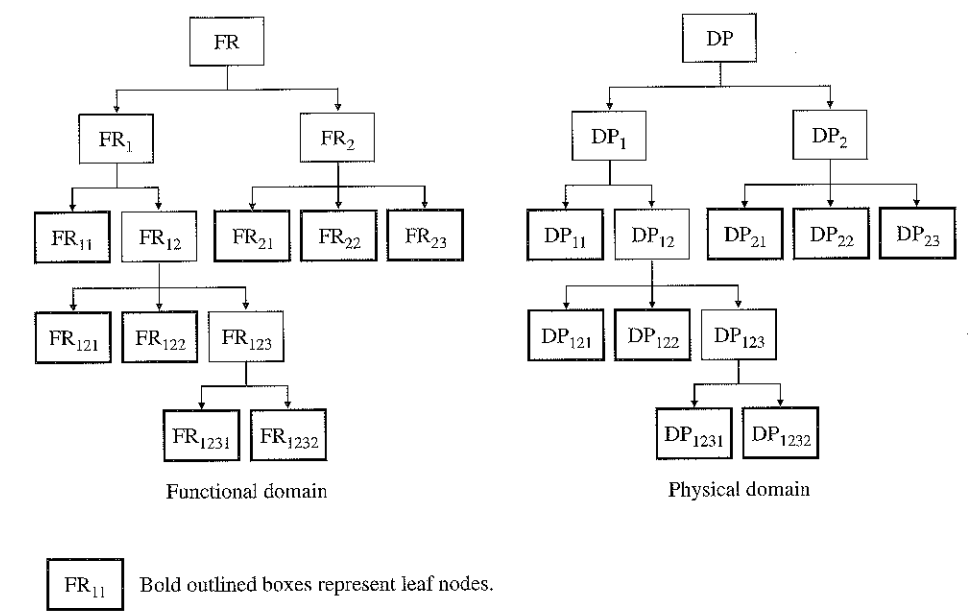 FR DP
FR₁ FR₂ DP₁ DP₂
FR₁₁ FR₁₂ FR₂₁ FR₂₂ FR₂₃ DP₁₁ DP₁₂ DP₂₁ DP₂₂ DP₂₃
FR₁₂₁ FR₁₂₂ FR₁₂₃ DP₁₂₁ DP₁₂₂ DP₁₂₃
FR₁₂₃₁ FR₁₂₃₂ DP₁₂₃₁ DP₁₂₃₂
Functional domain Physical domain
FR₁₁ Bold outlined boxes represent leaf nodes.